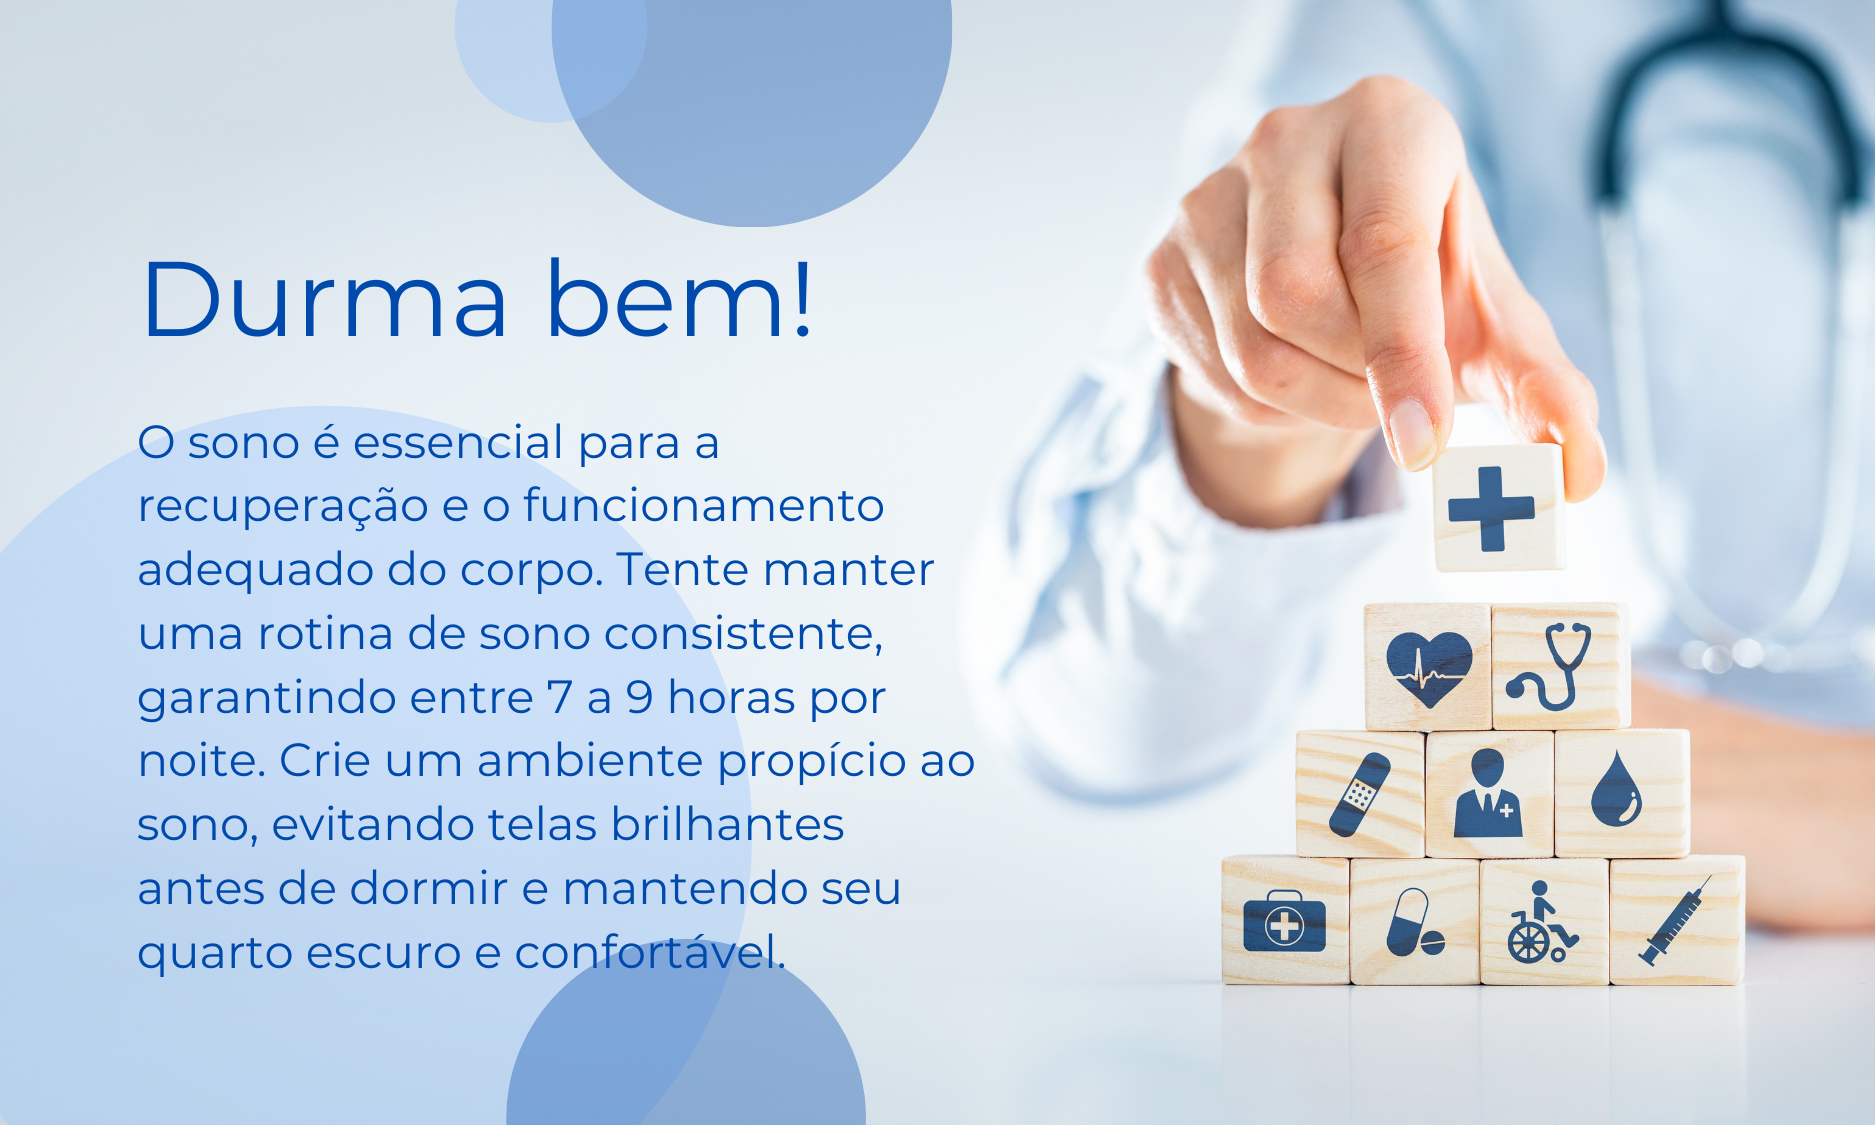 Durma bem!
O sono é essencial para a
recuperação e o funcionamento
adequado do corpo. Tente manter
uma rotina de sono consistente,
garantindo entre 7 a 9 horas por
noite. Crie um ambiente propício ao
sono, evitando telas brilhantes
antes de dormir e mantendo seu
quarto escuro e confortável.